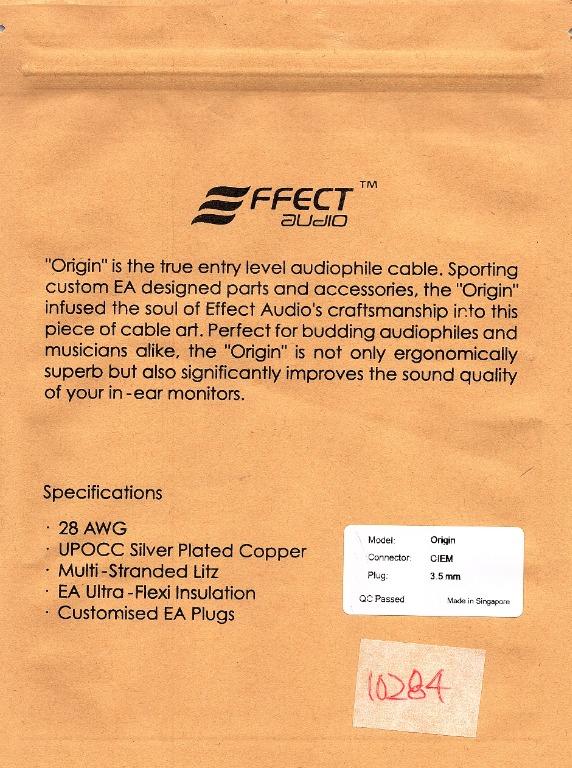 EFFECT ™
audio
"Origin" is the true entry level audiophile cable. Sporting
custom EA designed parts and accessories, the "Origin"
infused the soul of Effect Audio's craftsmanship into this
piece of cable art. Perfect for budding audiophiles and
musicians alike, the "Origin" is not only ergonomically
superb but also significantly improves the sound quality
of your in-ear monitors.
Specifications
· 28 AWG
· UPOCC Silver Plated Copper
· Multi-Stranded Litz
· EA Ultra-Flexi Insulation
· Customised EA Plugs
Model: Origin
Connector: CIEM
Plug: 3.5 mm
QC Passed Made in Singapore
10284